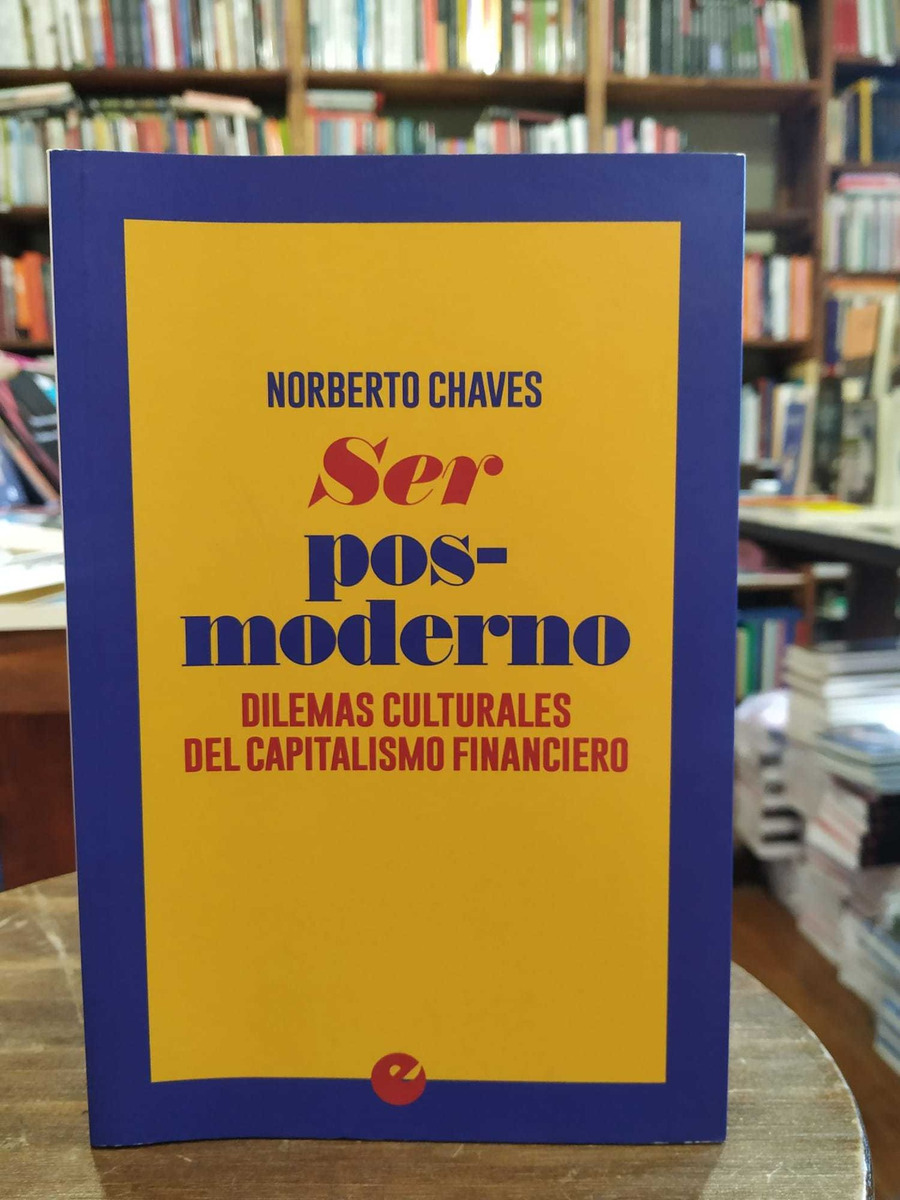 NORBERTO CHAVES
Ser
pos-
moderno
DILEMAS CULTURALES
DEL CAPITALISMO FINANCIERO
e